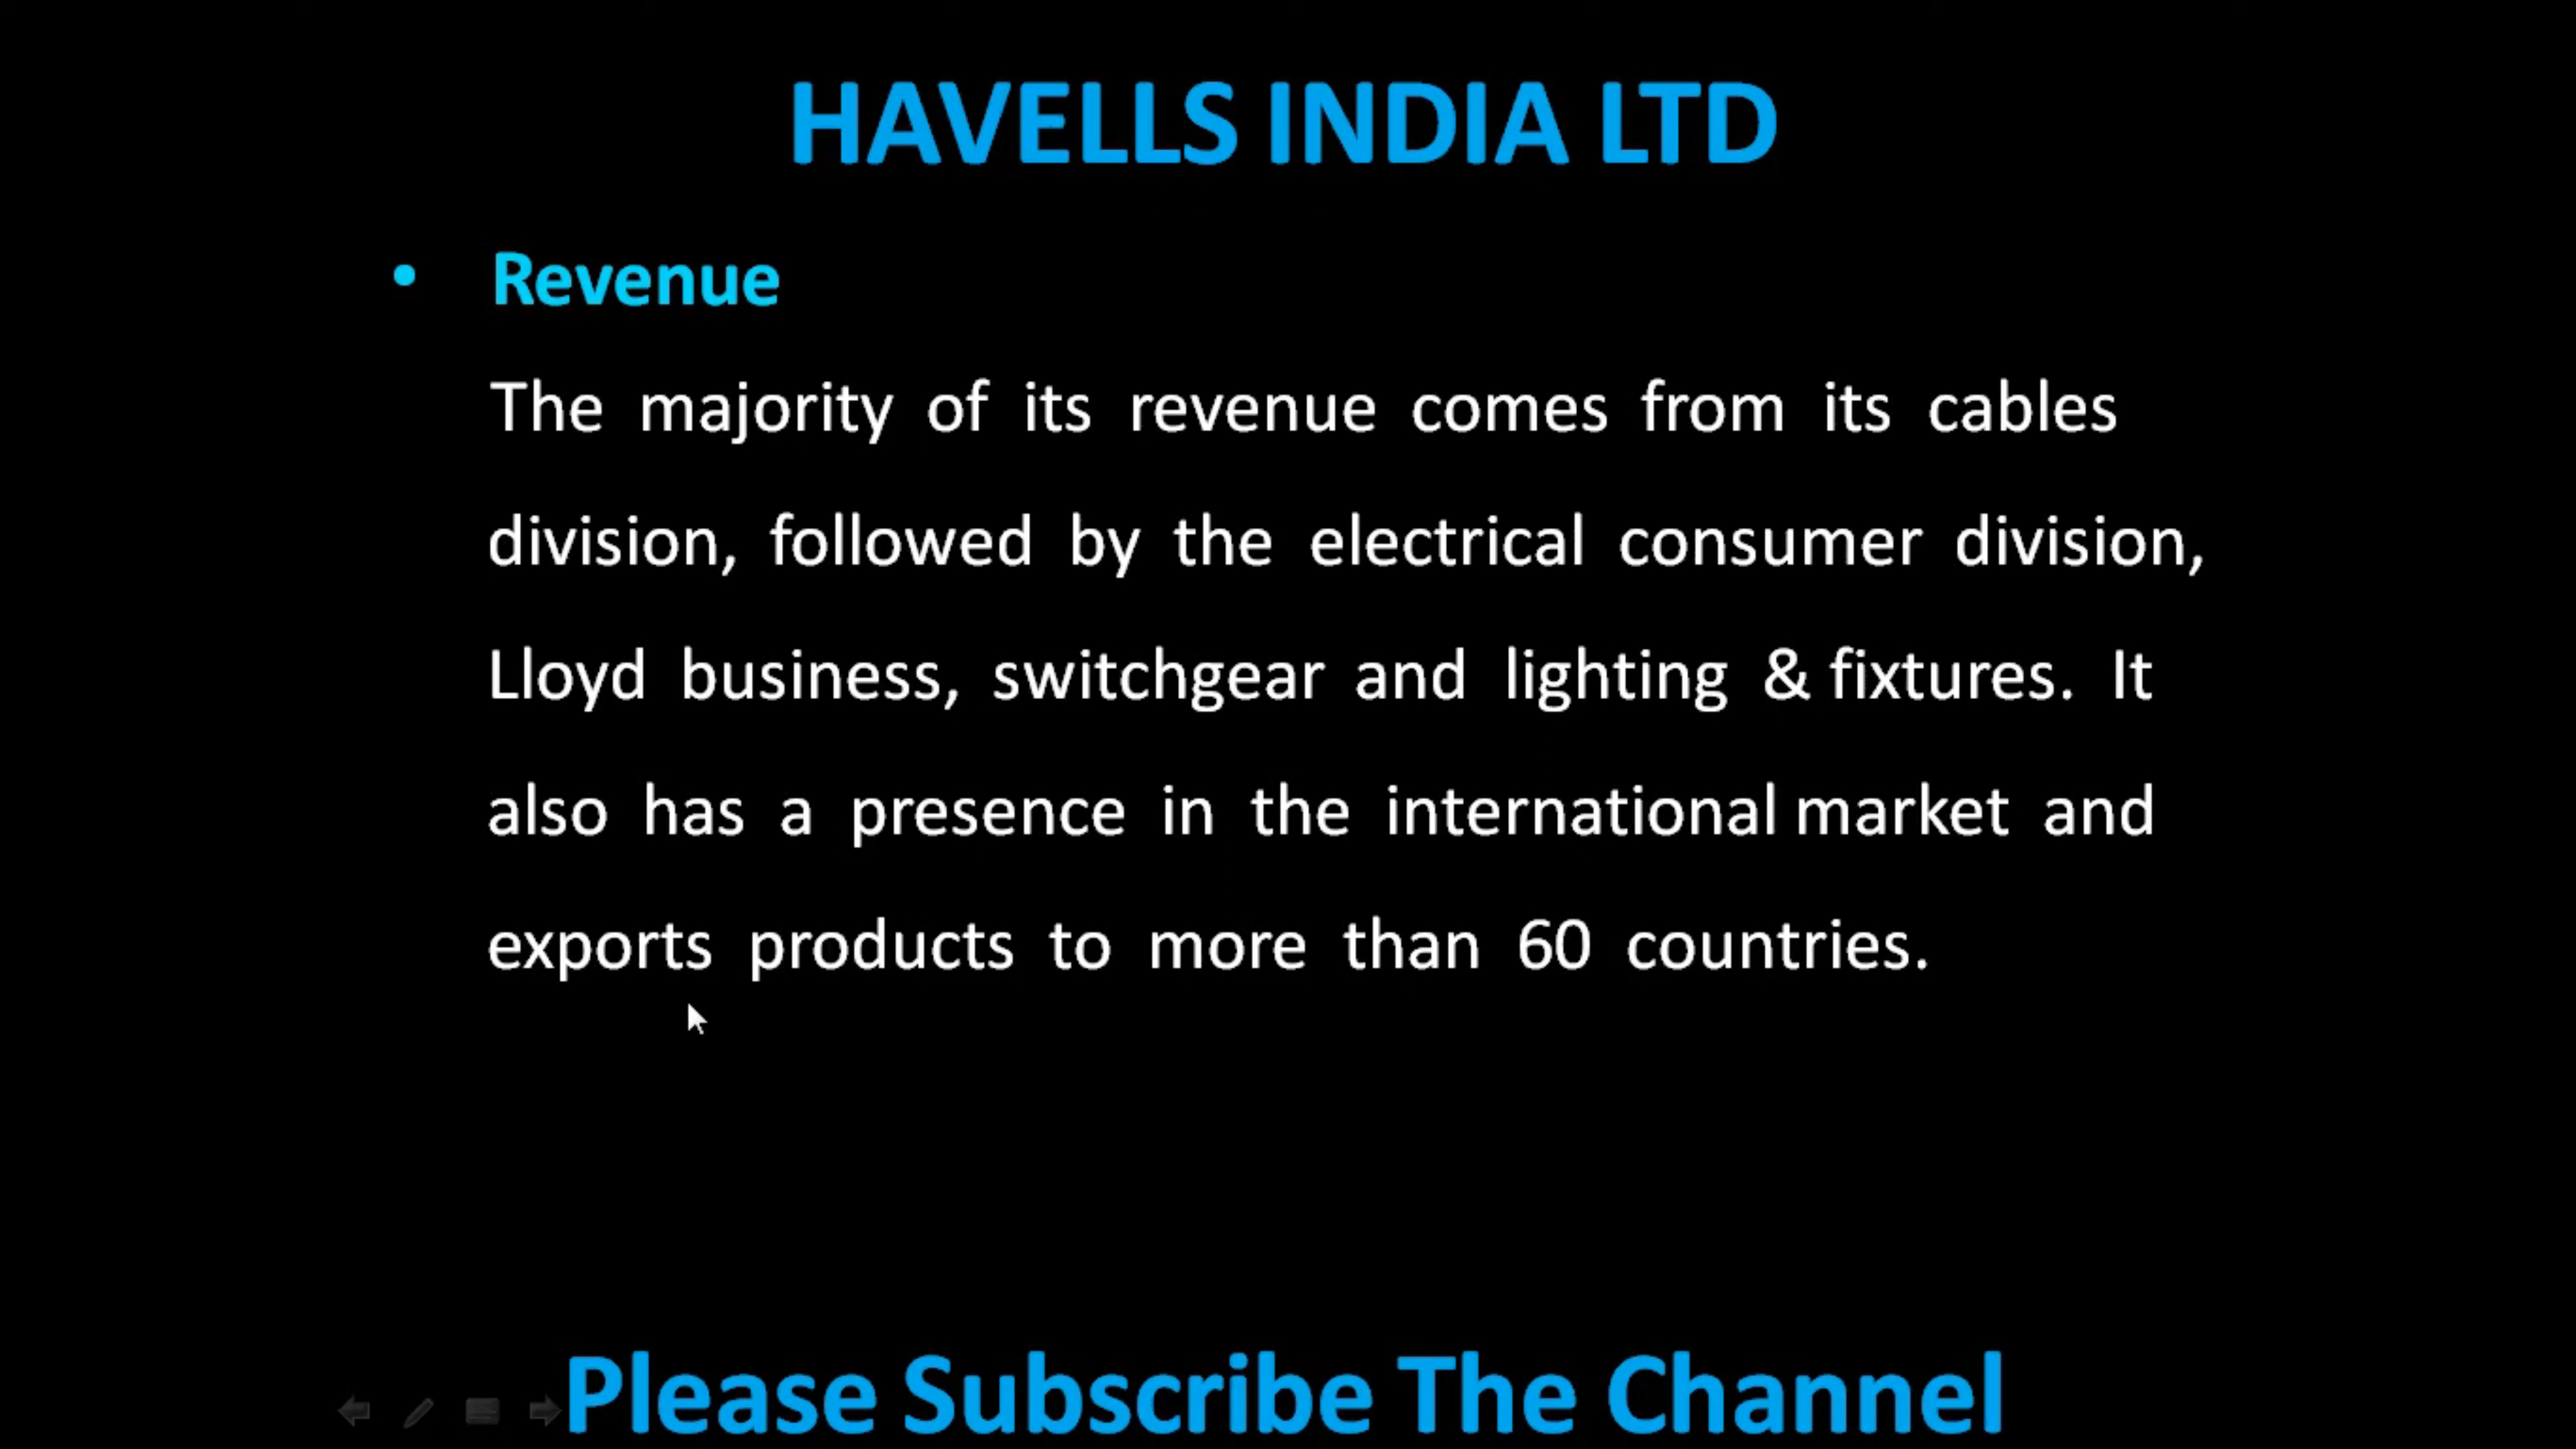 HAVELLS INDIA LTD
• Revenue
The majority of its revenue comes from its cables
division, followed by the electrical consumer division,
Lloyd business, switchgear and lighting & fixtures. It
also has a presence in the international market and
exports products to more than 60 countries.
Please Subscribe The Channel